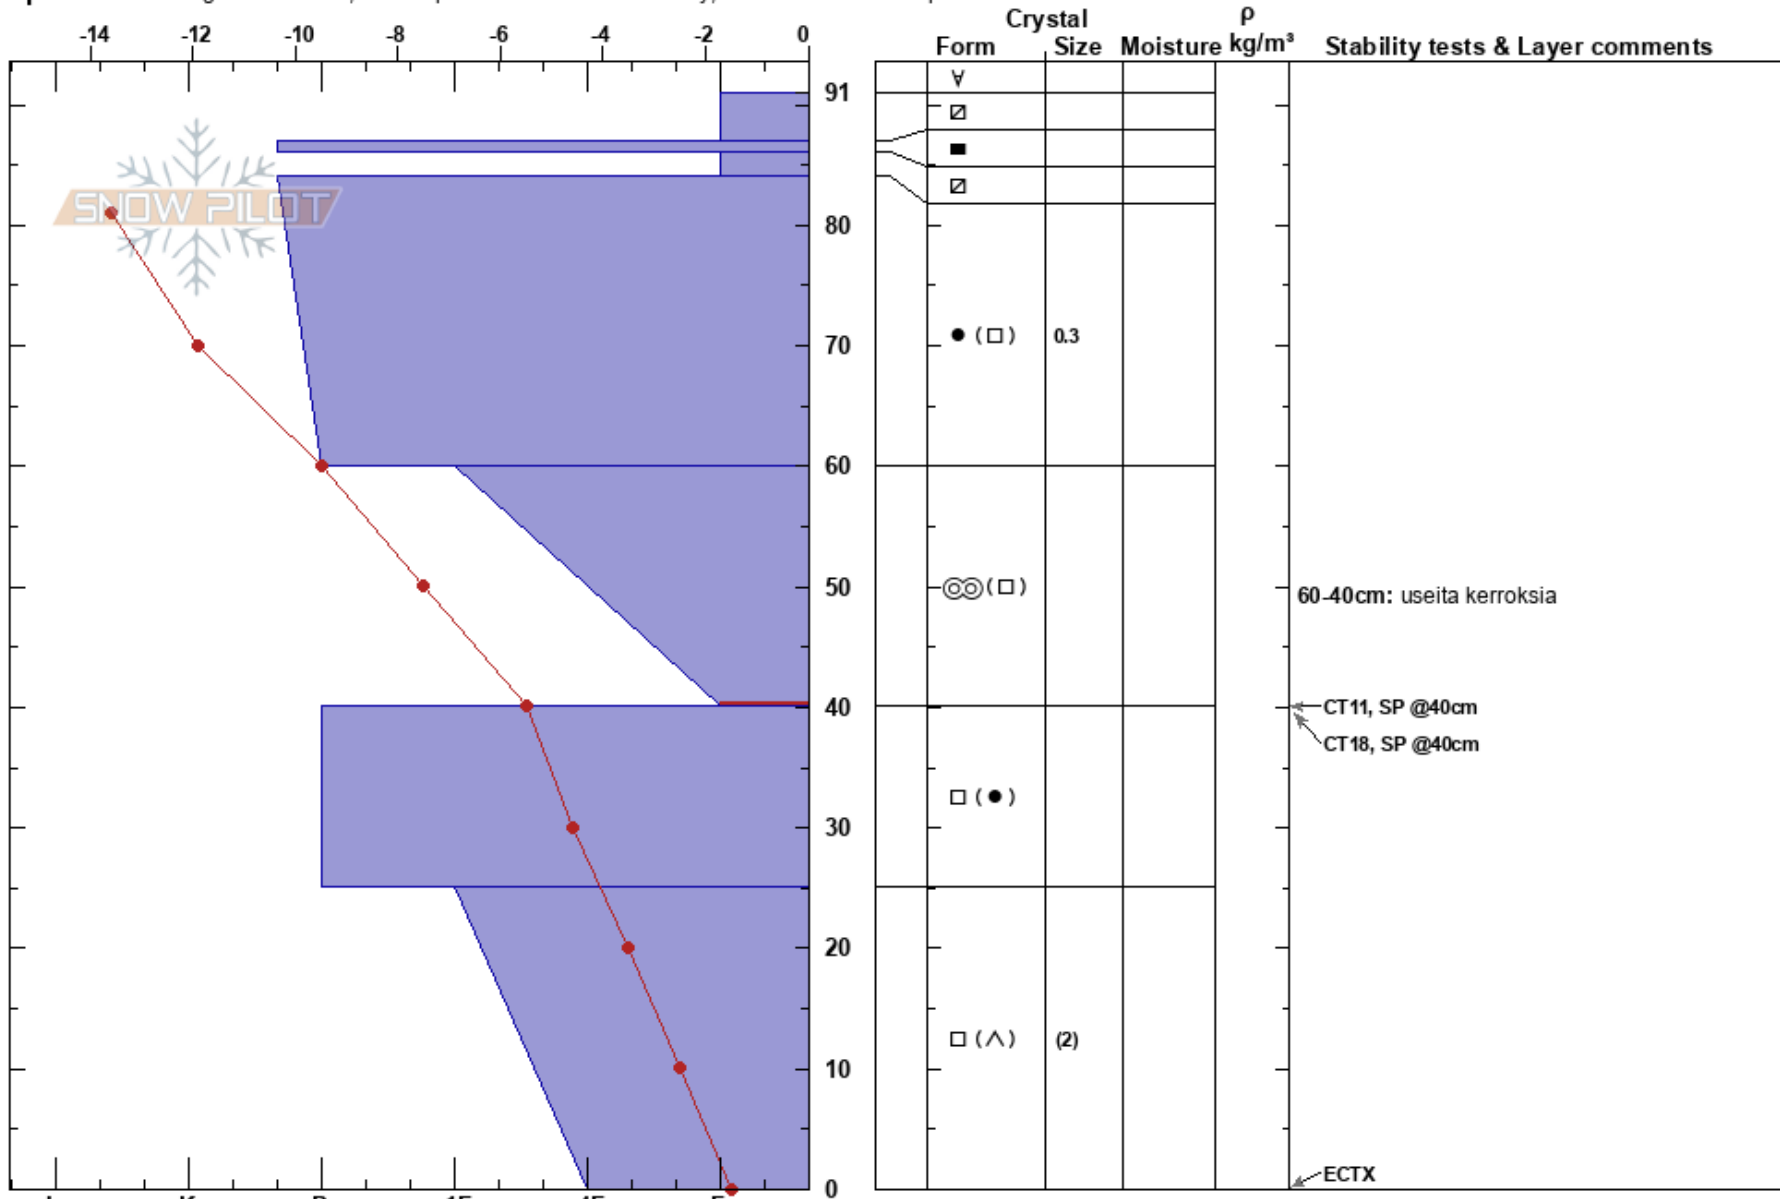 -14 -12 -10 -8 -6 -4 -2 0
Crystal
ρ
Form Size Moisture kg/m³ Stability tests & Layer comments
91
SNOW PILOT
80
70
0.3
60
50
60-40cm: useita kerroksia
40
CT11, SP @40cm
CT18, SP @40cm
30
20
10
(2)
ECTX
0